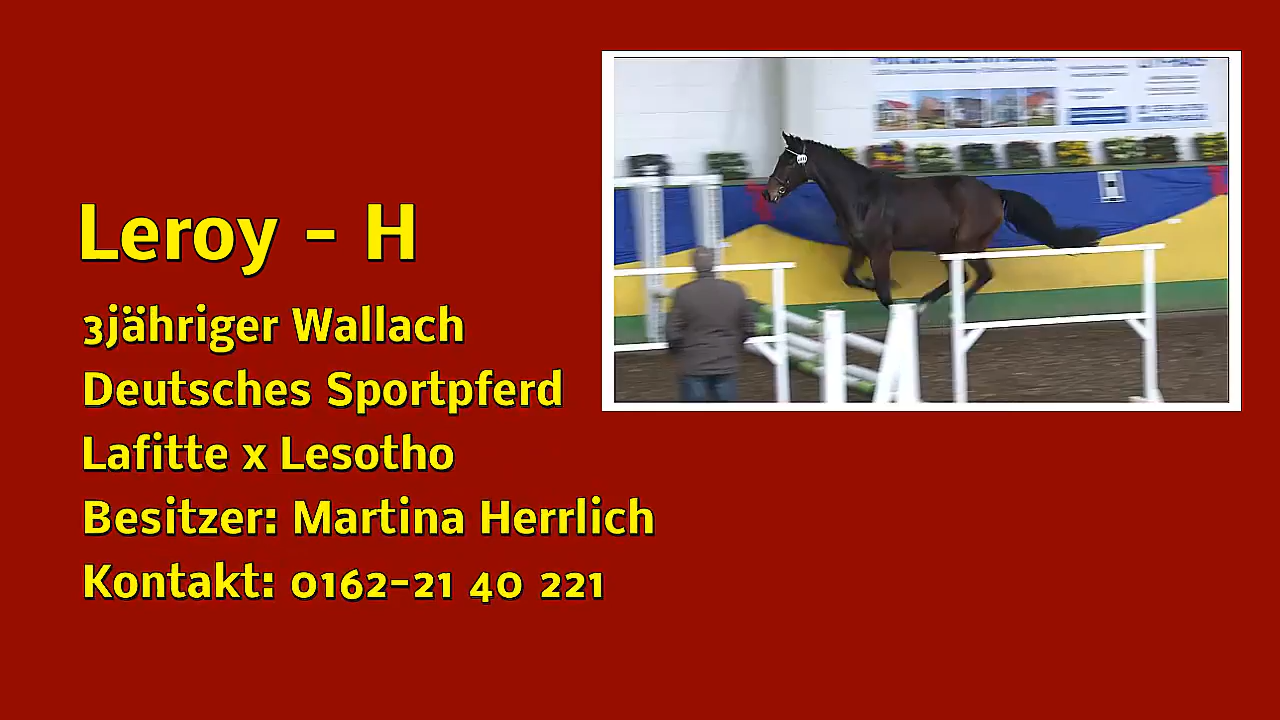 Leroy - H
3jähriger Wallach
Deutsches Sportpferd
Lafitte x Lesotho
Besitzer: Martina Herrlich
Kontakt: 0162-21 40 221